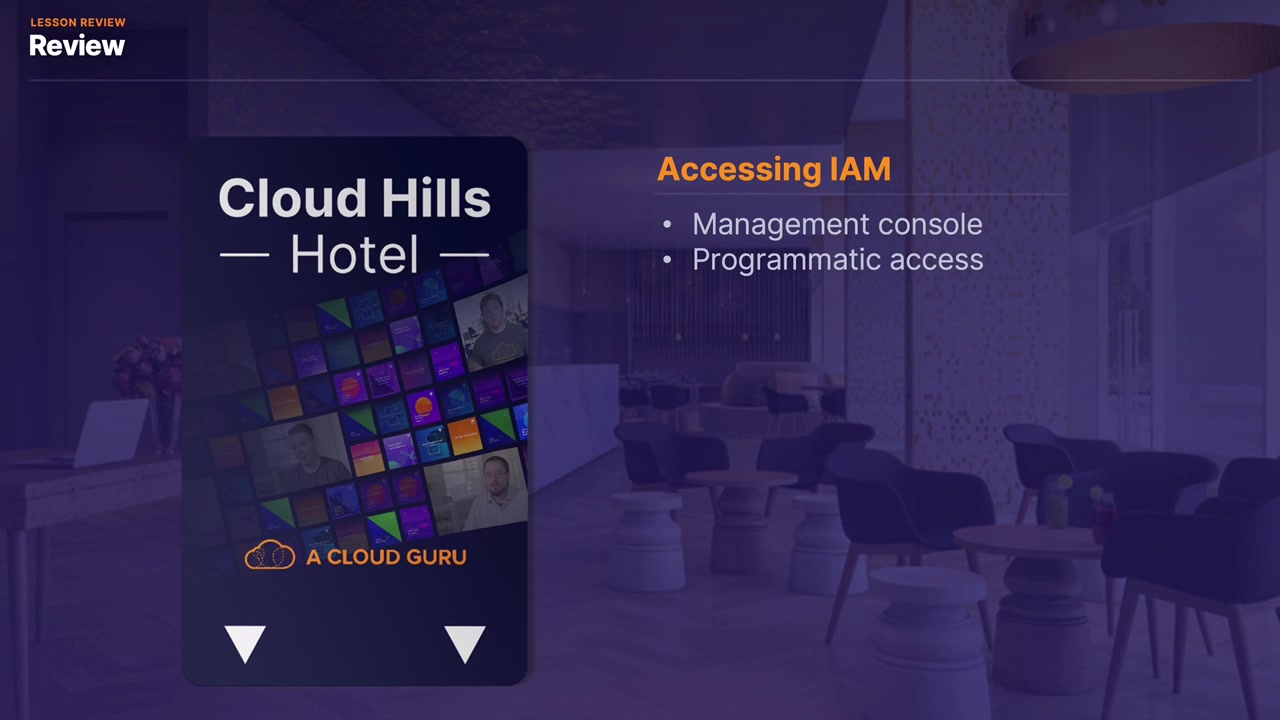 LESSON REVIEW
Review
Cloud Hills
Hotel
A CLOUD GURU
Accessing IAM
• Management console
• Programmatic access